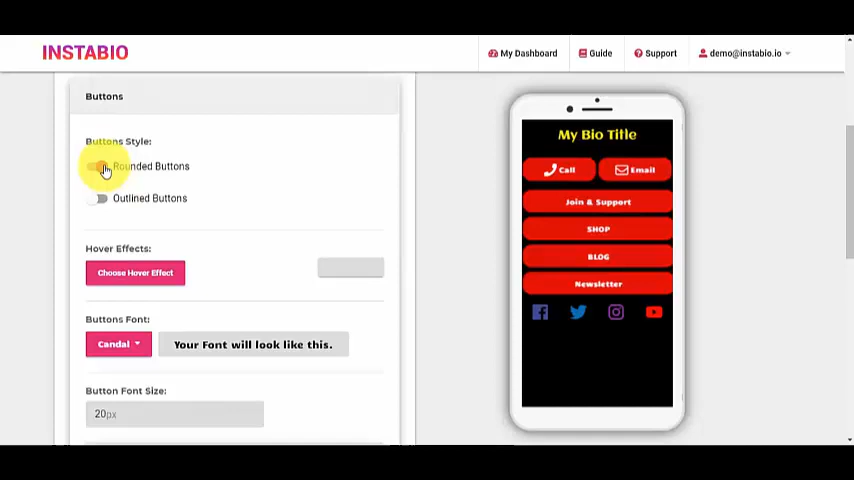 INSTABIO
My Dashboard
Guide
Support
demo@instabio.io
Buttons
Buttons Style:
Rounded Buttons
Outlined Buttons
Hover Effects:
Choose Hover Effect
Buttons Font:
Candal
Your Font will look like this.
Button Font Size:
20px
My Bio Title
Call
Email
Join & Support
SHOP
BLOG
Newsletter